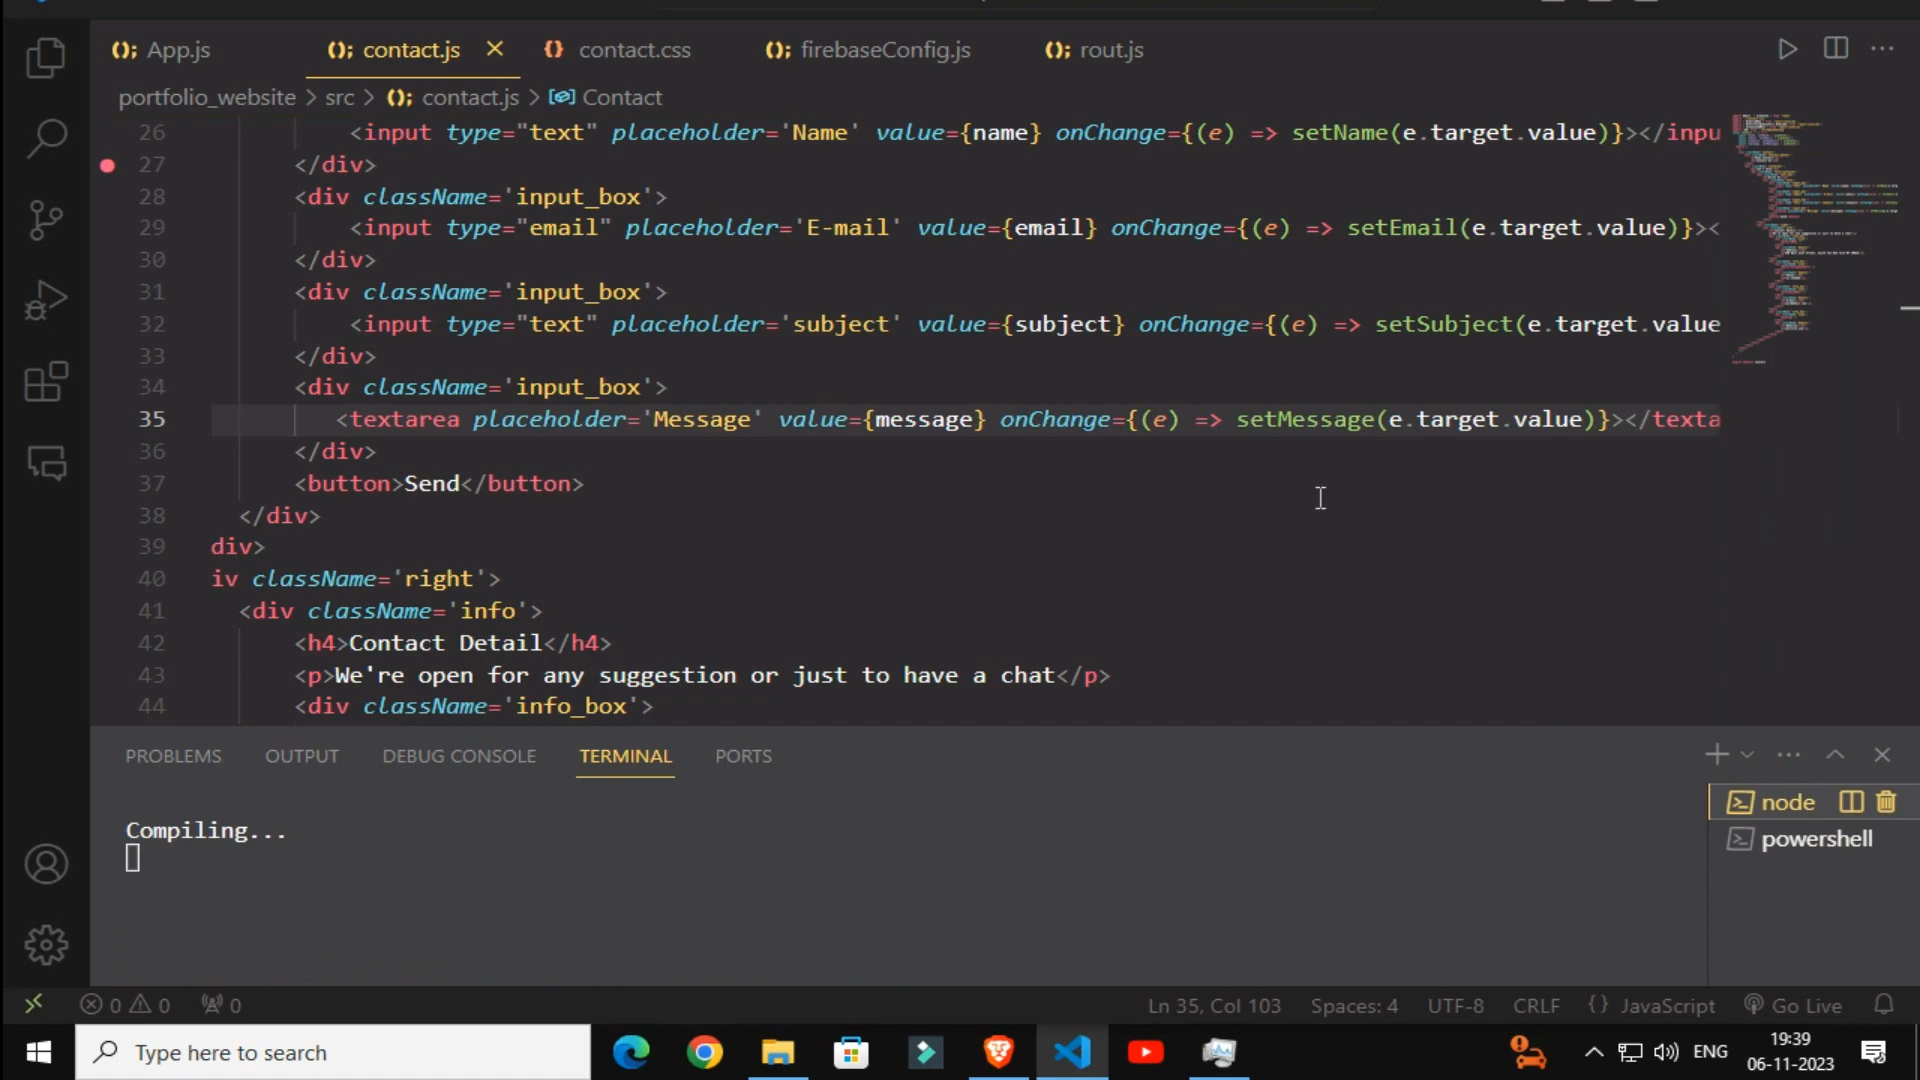 (); App.js (); contact.js {} contact.css (); firebaseConfig.js (); rout.js
portfolio_website > src > (); contact.js > Contact
26 <input type="text" placeholder='Name' value={name} onChange={(e) => setName(e.target.value)}></inpu
27 </div>
28 <div className='input_box'>
29 <input type="email" placeholder='E-mail' value={email} onChange={(e) => setEmail(e.target.value)}><
30 </div>
31 <div className='input_box'>
32 <input type="text" placeholder='subject' value={subject} onChange={(e) => setSubject(e.target.value
33 </div>
34 <div className='input_box'>
35 <textarea placeholder='Message' value={message} onChange={(e) => setMessage(e.target.value)}></texta
36 </div>
37 <button>Send</button>
38 </div>
39 div>
40 iv className='right'>
41 <div className='info'>
42 <h4>Contact Detail</h4>
43 <p>We're open for any suggestion or just to have a chat</p>
44 <div className='info_box'>
PROBLEMS OUTPUT DEBUG CONSOLE TERMINAL PORTS
node
Compiling...
powershell
0 0 0 Ln 35, Col 103 Spaces: 4 UTF-8 CRLF {} JavaScript Go Live
Type here to search ENG 19:39
06-11-2023